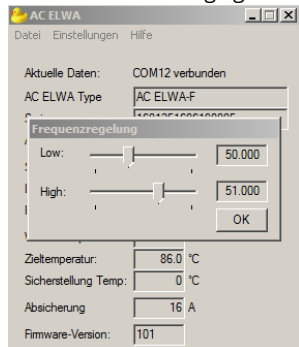 AC ELWA
Datei Einstellungen Hilfe
Aktuelle Daten: COM12 verbunden
AC ELWA Type AC ELWA-F
Frequenzregelung
Low: 50.000
High: 51.000
OK
Zieltemperatur: 86.0 °C
Sicherstellung Temp: 0 °C
Absicherung 16 A
Firmware-Version: 101